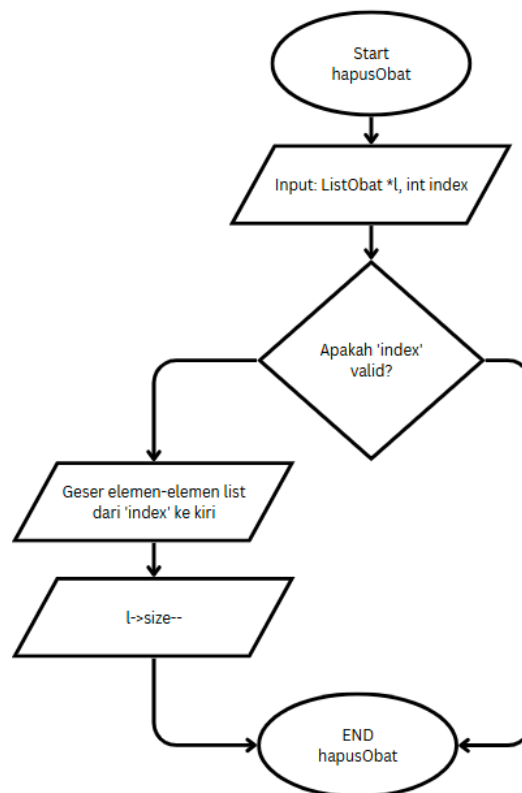 Start
hapusObat
Input: ListObat *l, int index
Apakah 'index'
valid?
Geser elemen-elemen list
dari 'index' ke kiri
l->size--
END
hapusObat